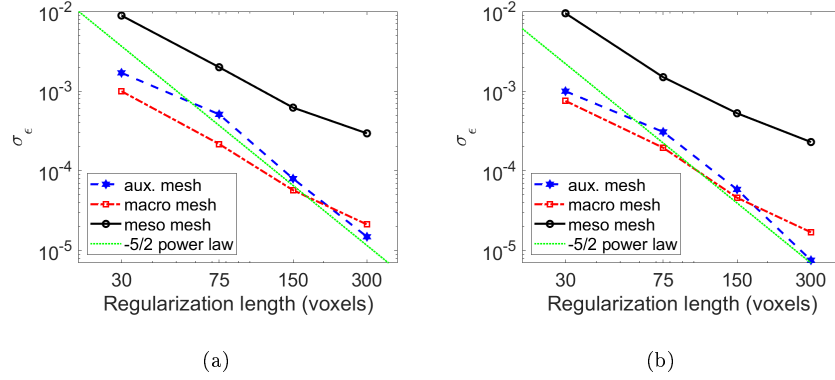 10^-2
10^-3
10^-4
10^-5
σ_ϵ
aux. mesh
macro mesh
meso mesh
-5/2 power law
30 75 150 300
Regularization length (voxels)
(a)
10^-2
10^-3
10^-4
10^-5
σ_ϵ
aux. mesh
macro mesh
meso mesh
-5/2 power law
30 75 150 300
Regularization length (voxels)
(b)